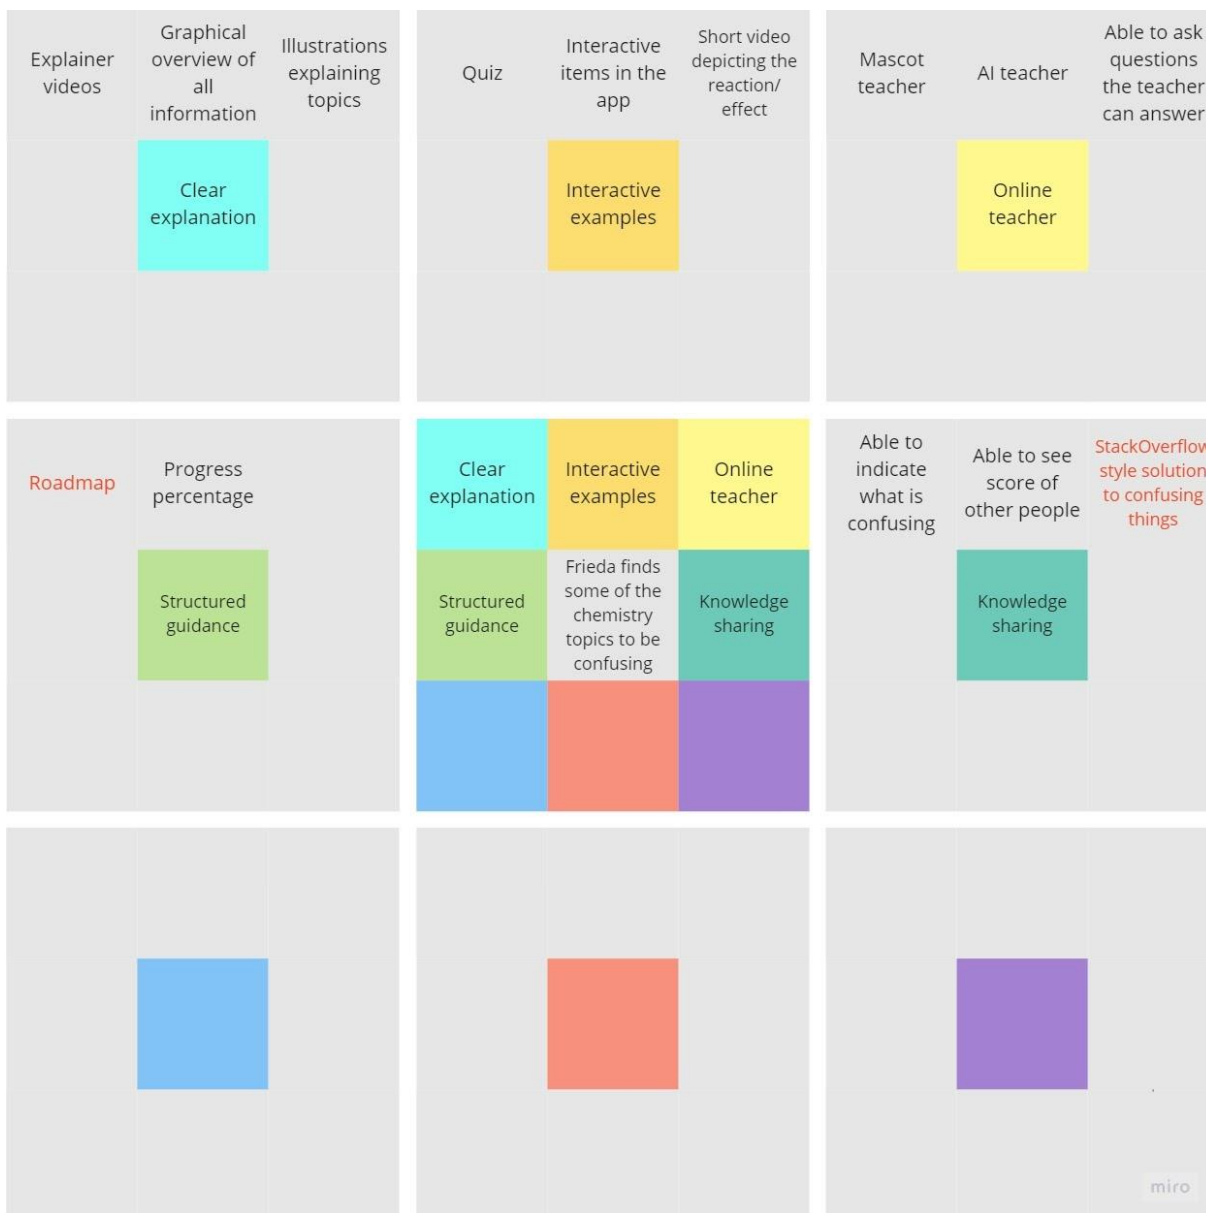 Explainer
videos
Graphical
overview of
all
information
Illustrations
explaining
topics
Clear
explanation
Quiz
Interactive
items in the
app
Short video
depicting the
reaction/
effect
Interactive
examples
Mascot
teacher
AI teacher
Able to ask
questions
the teacher
can answer
Online
teacher
Roadmap
Progress
percentage
Structured
guidance
Clear
explanation
Interactive
examples
Online
teacher
Structured
guidance
Frieda finds
some of the
chemistry
topics to be
confusing
Knowledge
sharing
Able to
indicate
what is
confusing
Able to see
score of
other people
StackOverflow
style solution
to confusing
things
Knowledge
sharing
miro